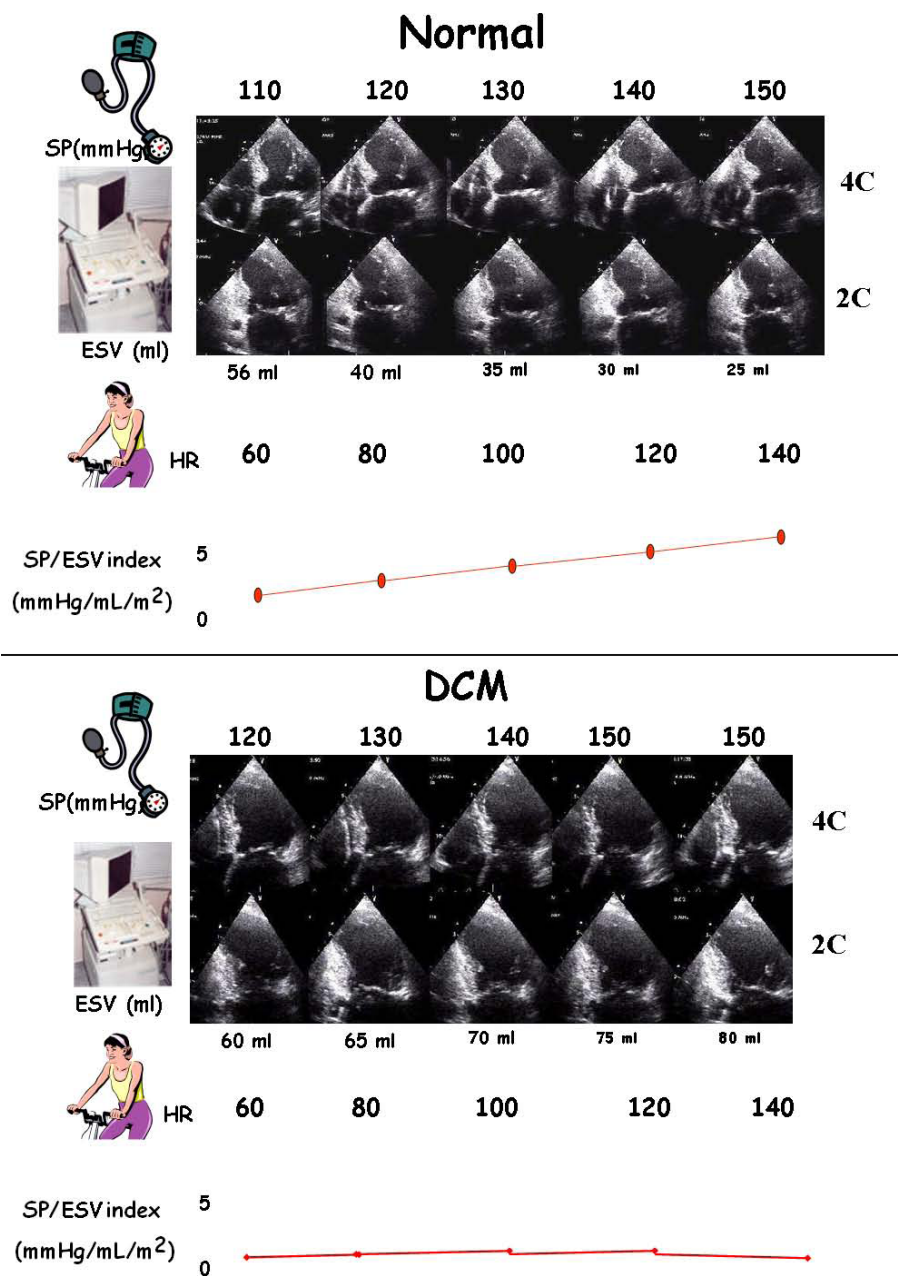 Normal
110 120 130 140 150
SP(mmHg)
4C
2C
ESV (ml)
56 ml 40 ml 35 ml 30 ml 25 ml
HR 60 80 100 120 140
SP/ESV index 5
(mmHg/mL/m²) 0
DCM
120 130 140 150 150
SP(mmHg)
4C
2C
ESV (ml)
60 ml 65 ml 70 ml 75 ml 80 ml
HR 60 80 100 120 140
SP/ESV index 5
(mmHg/mL/m²) 0